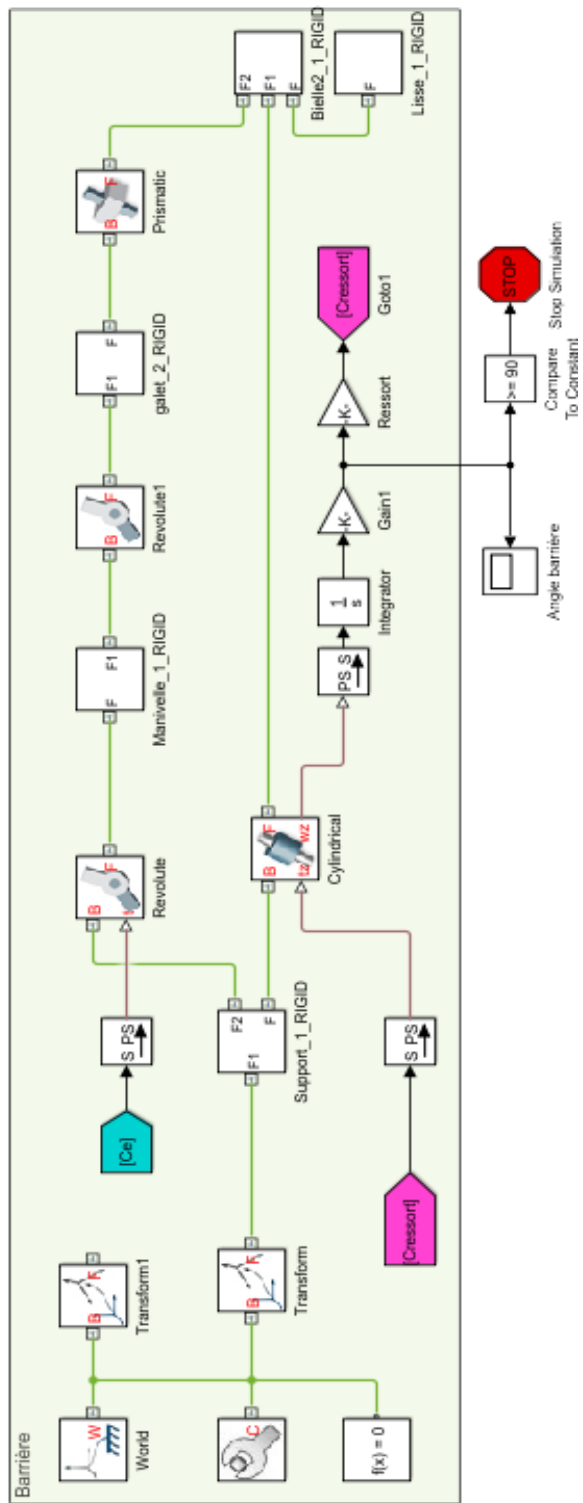 Barrière
W
World
B F
Transform1
C
f(x) = 0
B F
Transform
[Ce]
S PS
B F
t
Revolute
F F1
Manivelle_1_RIGID
B F
Revolute1
F1 F
galet_2_RIGID
B F
Prismatic
F2
F1
F
Bielle2_1_RIGID
F
Lisse_1_RIGID
F2
F1 F
Support_1_RIGID
[Cressort]
S PS
B F
tz wz
Cylindrical
PS S
1
s
Integrator
-K-
Gain1
-K-
Ressort
[Cressort]
Goto1
Angle barrière
>= 90
Compare
To Constant
STOP
Stop Simulation